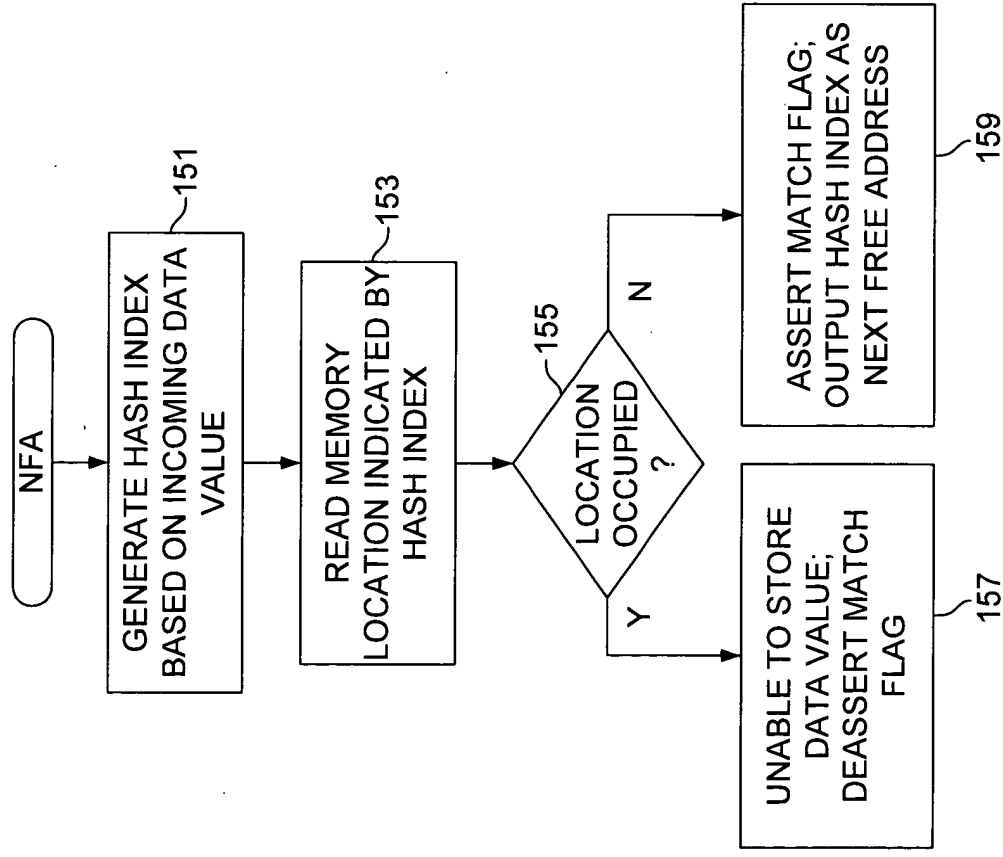 NFA
151
GENERATE HASH INDEX
BASED ON INCOMING DATA
VALUE
153
READ MEMORY
LOCATION INDICATED BY
HASH INDEX
155
LOCATION
OCCUPIED
?
Y
N
UNABLE TO STORE
DATA VALUE;
DEASSERT MATCH
FLAG
157
ASSERT MATCH FLAG;
OUTPUT HASH INDEX AS
NEXT FREE ADDRESS
159